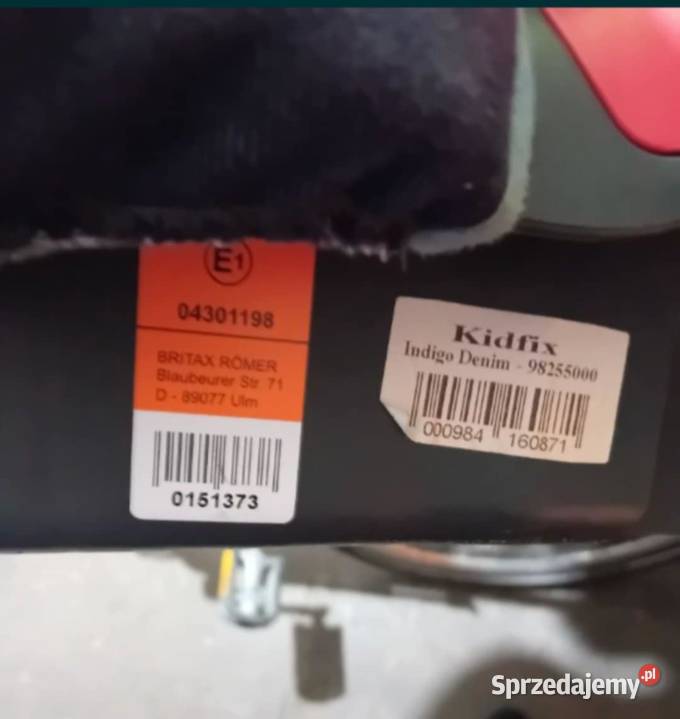 E1
04301198
BRITAX RÖMER
Blaubeurer Str. 71
D - 89077 Ulm
0151373
Kidfix
Indigo Denim - 98255000
000984 160871
Sprzedajemy.pl